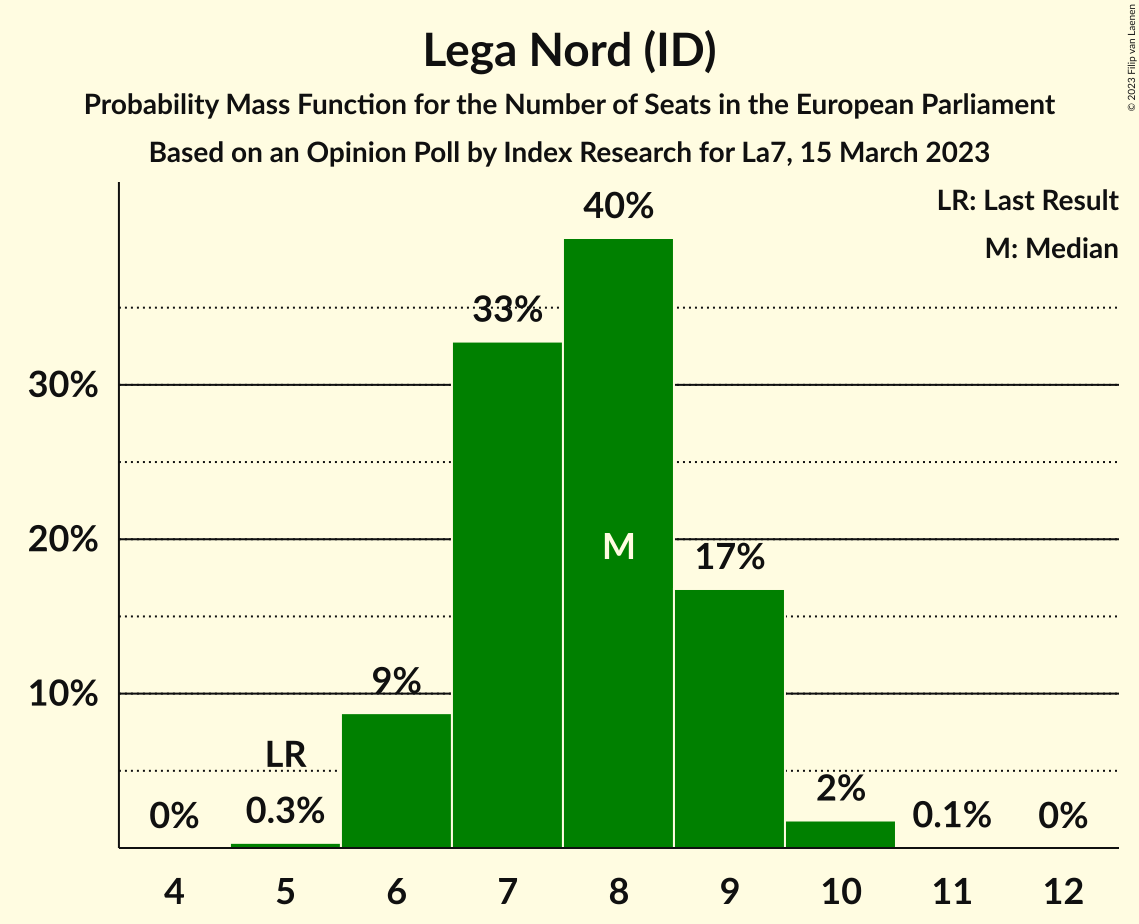 Lega Nord (ID)
Probability Mass Function for the Number of Seats in the European Parliament
Based on an Opinion Poll by Index Research for La7, 15 March 2023
© 2023 Filip van Laenen
LR: Last Result
M: Median
40%
33%
30%
M
20%
17%
9%
10%
LR
0%
0.3%
2%
0.1%
0%
4 5 6 7 8 9 10 11 12